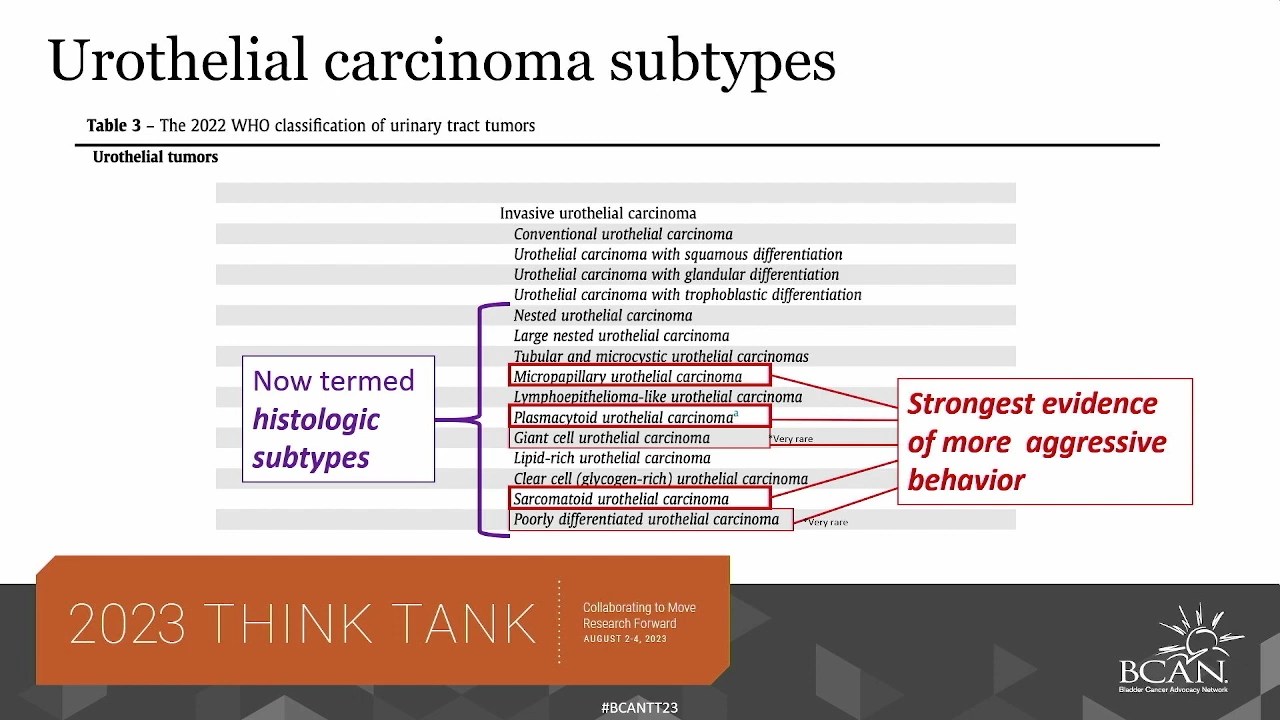 Urothelial carcinoma subtypes
Table 3 – The 2022 WHO classification of urinary tract tumors
Urothelial tumors
Invasive urothelial carcinoma
Conventional urothelial carcinoma
Urothelial carcinoma with squamous differentiation
Urothelial carcinoma with glandular differentiation
Urothelial carcinoma with trophoblastic differentiation
Nested urothelial carcinoma
Large nested urothelial carcinoma
Tubular and microcystic urothelial carcinomas
Micropapillary urothelial carcinoma
Lymphoepithelioma-like urothelial carcinoma
Plasmacytoid urothelial carcinomaᵃ
Giant cell urothelial carcinoma
*Very rare
Lipid-rich urothelial carcinoma
Clear cell (glycogen-rich) urothelial carcinoma
Sarcomatoid urothelial carcinoma
Poorly differentiated urothelial carcinoma
*Very rare
Now termed
histologic
subtypes
Strongest evidence
of more aggressive
behavior
2023 THINK TANK
Collaborating to Move
Research Forward
AUGUST 2-4, 2023
BCAN.
Bladder Cancer Advocacy Network
#BCANTT23